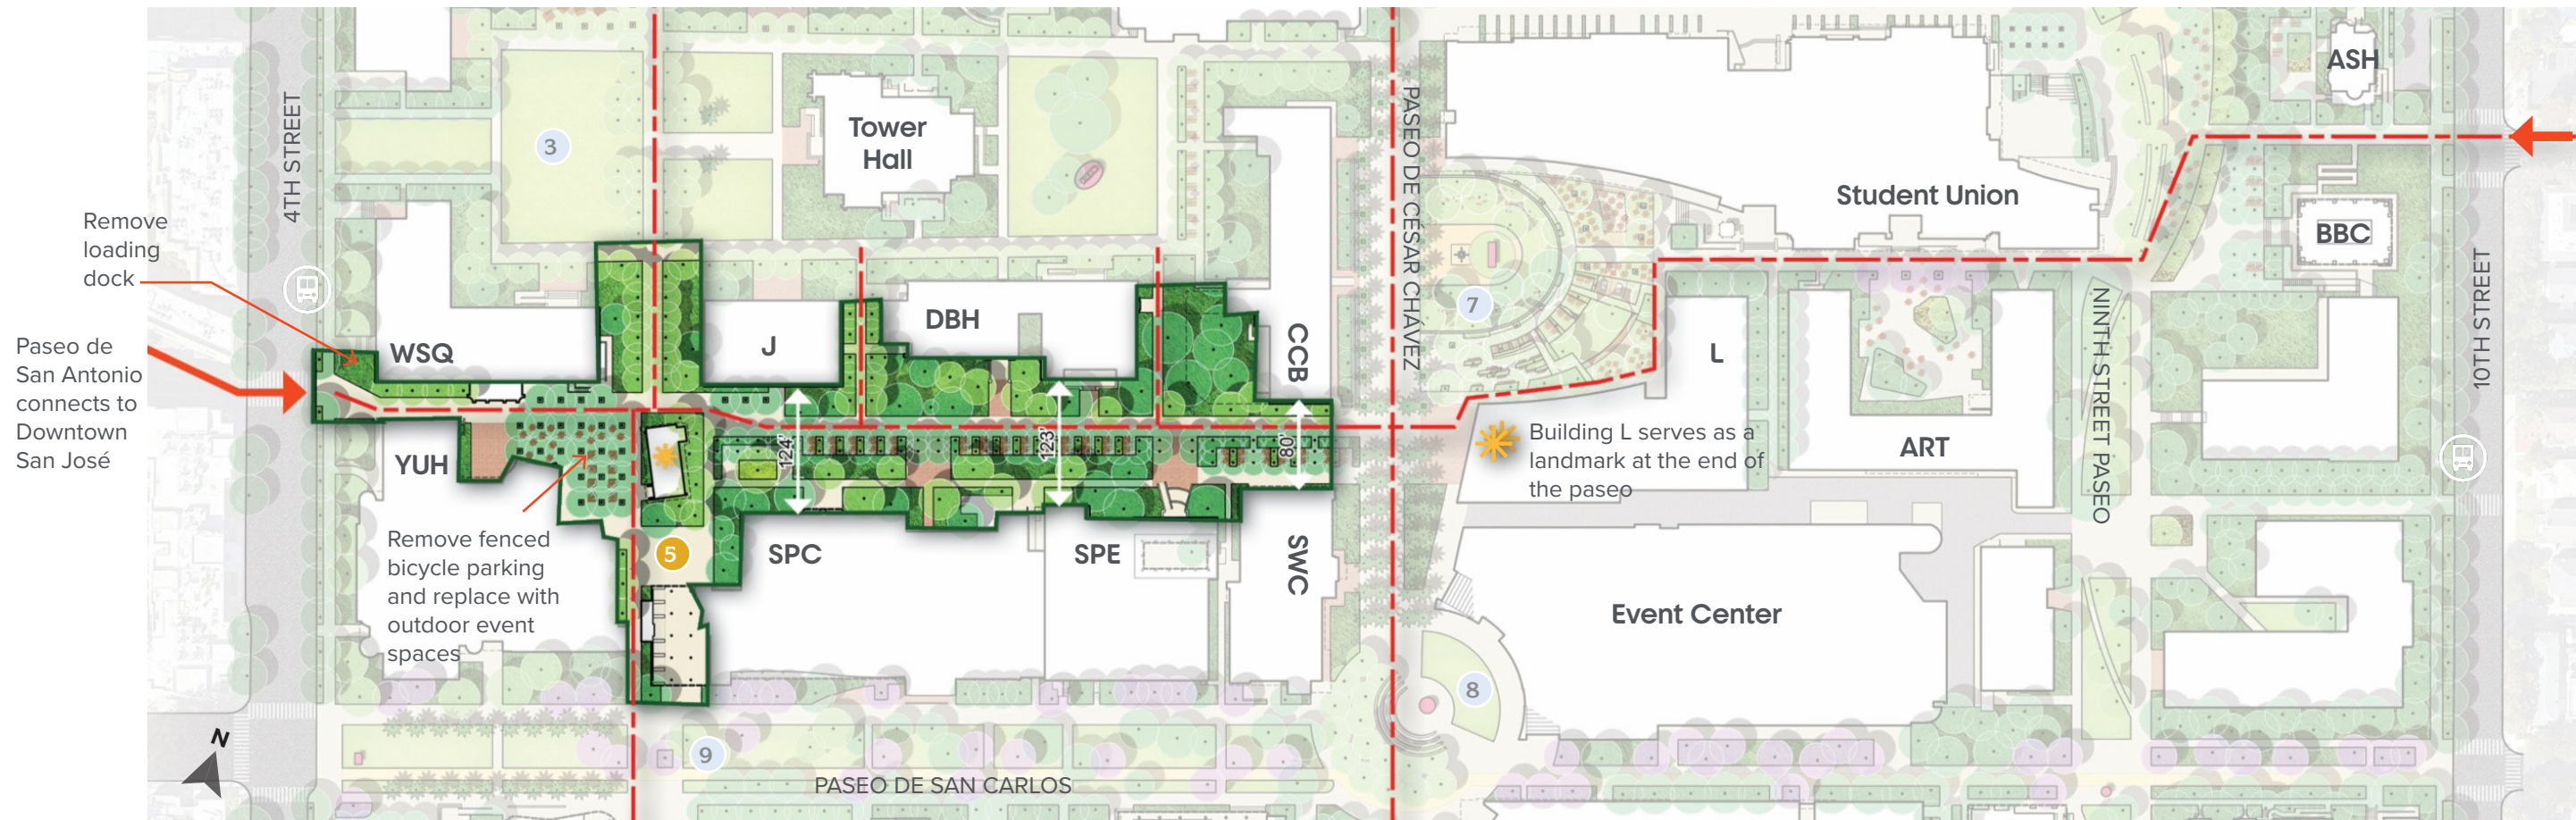 4TH STREET
Remove
loading
dock
Paseo de
San Antonio
connects to
Downtown
San José
3
Tower
Hall
WSQ
J
DBH
CCB
YUH
124'
123'
80'
Remove fenced
bicycle parking
and replace with
outdoor event
spaces
5
SPC
SPE
SWC
N
9
PASEO DE SAN CARLOS
PASEO DE CÉSAR CHÁVEZ
Student Union
ASH
BBC
7
L
Building L serves as a
landmark at the end of
the paseo
ART
NINTH STREET PASEO
10TH STREET
Event Center
8